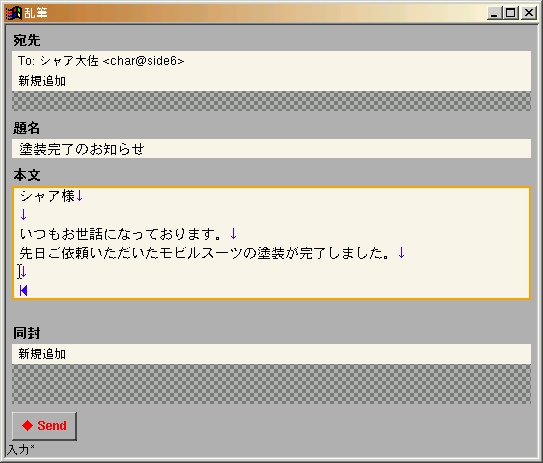 乱筆
宛先
To: シャア大佐 <char@side6>
新規追加
題名
塗装完了のお知らせ
本文
シャア様↓
↓
いつもお世話になっております。↓
先日ご依頼いただいたモビルスーツの塗装が完了しました。↓
↓
同封
新規追加
◆ Send
入力*